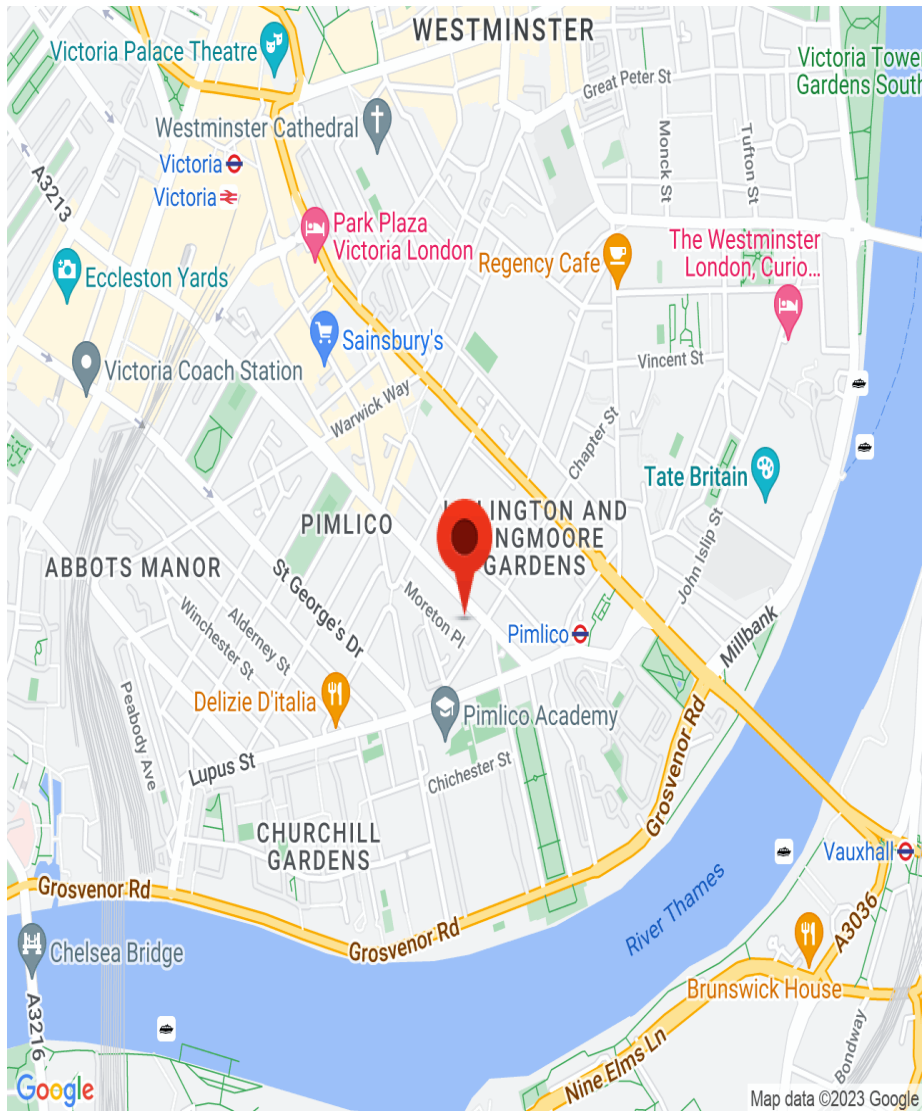 WESTMINSTER
Victoria Palace Theatre
Victoria Tower
Gardens South
Great Peter St
Westminster Cathedral
Monck St
Tufton St
Victoria
Victoria
A3213
Park Plaza
Victoria London
Regency Cafe
The Westminster
London, Curio...
Eccleston Yards
Sainsbury's
Vincent St
Victoria Coach Station
Warwick Way
Chapter St
Tate Britain
PIMLICO
LINGTON AND
NGMOORE
GARDENS
ABBOTS MANOR
St George's Dr
John Islip St
Moreton Pl
Alderney St
Winchester St
Pimlico
Millbank
Delizie D'italia
Peabody Ave
Pimlico Academy
Grosvenor Rd
Lupus St
Chichester St
CHURCHILL
GARDENS
Vauxhall
Grosvenor Rd
Grosvenor Rd
River Thames
A3036
Chelsea Bridge
Brunswick House
A3216
Bondway
Nine Elms Ln
Google
Map data ©2023 Google